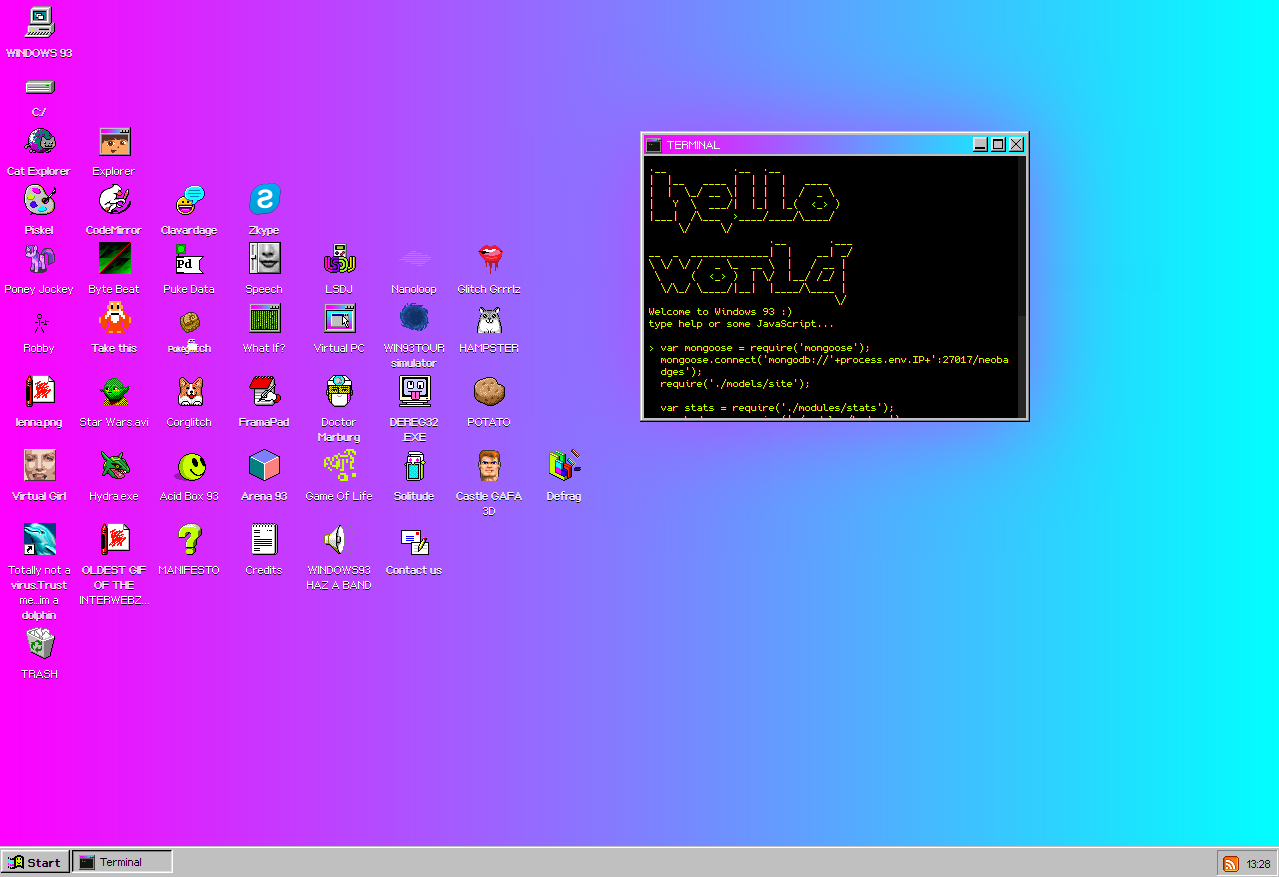 WINDOWS 93
C:/
Cat Explorer
Explorer
Piskel
CodeMirror
Clavardage
Zkype
Poney Jockey
Byte Beat
Puke Data
Speech
LSDJ
Nanoloop
Glitch Grrrlz
Robby
Take this
What If?
Virtual PC
WIN93TOUR
simulator
HAMPSTER
lenna.png
Star Wars.avi
Corglitch
FramaPad
Doctor
Marburg
DEREG32
.EXE
POTATO
Virtual Girl
Hydra.exe
Acid Box 93
Arena 93
Game Of Life
Solitude
Castle GAFA
3D
Defrag
Totally not a
virus.Trust
me..im a
dolphin
OLDEST GIF
OF THE
INTERWEBZ...
MANIFESTO
Credits
WINDOWS93
HAZ A BAND
Contact us
TRASH
TERMINAL
hello
world
Welcome to Windows 93 :)
type help or some JavaScript...
> var mongoose = require('mongoose');
mongoose.connect('mongodb://'+process.env.IP+':27017/neoba
dges');
require('./models/site');
var stats = require('./modules/stats');
Start
Terminal
13:28